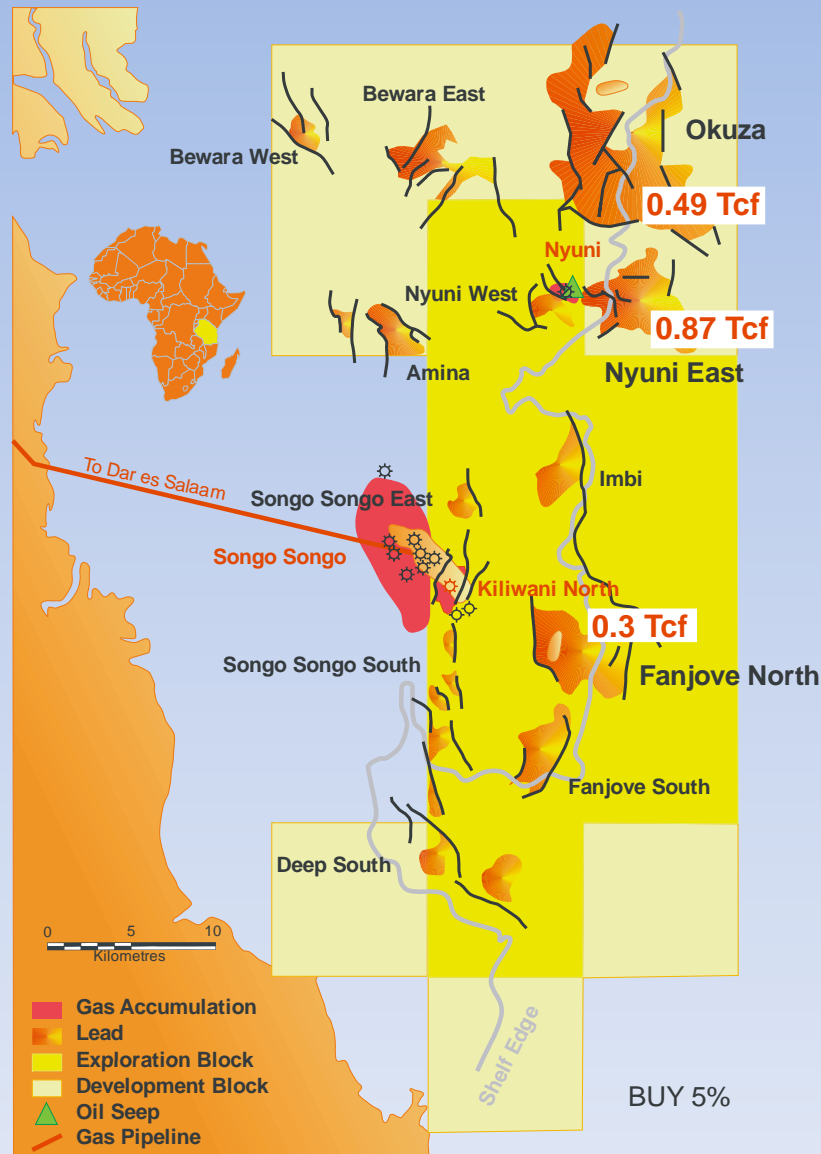 Bewara East
Okuza
Bewara West
0.49 Tcf
Nyuni
Nyuni West
0.87 Tcf
Nyuni East
Amina
To Dar es Salaam
Imbi
Songo Songo East
Songo Songo
Kiliwani North
0.3 Tcf
Songo Songo South
Fanjove North
Fanjove South
Deep South
0 5 10
Kilometres
Gas Accumulation
Lead
Exploration Block
Development Block
Oil Seep
Gas Pipeline
Shelf Edge
BUY 5%